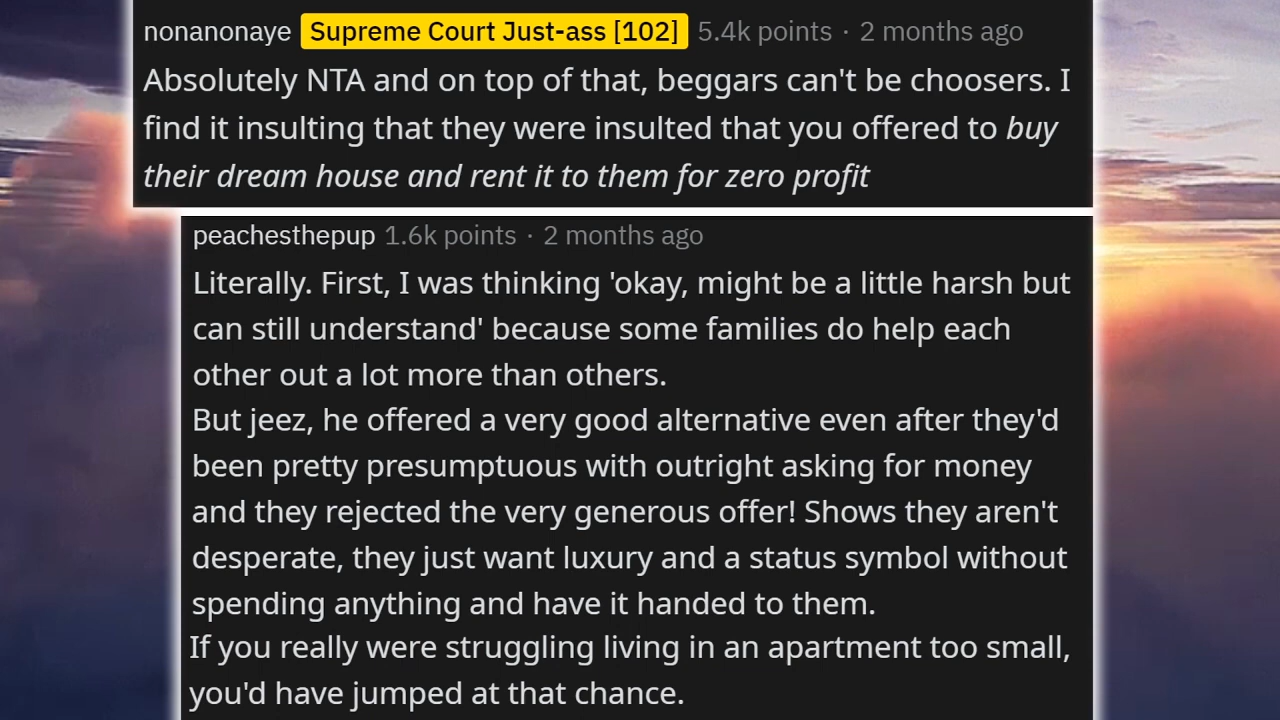 nonanonaye Supreme Court Just-ass [102] 5.4k points · 2 months ago
Absolutely NTA and on top of that, beggars can't be choosers. I
find it insulting that they were insulted that you offered to buy
their dream house and rent it to them for zero profit
peachesthepup 1.6k points · 2 months ago
Literally. First, I was thinking 'okay, might be a little harsh but
can still understand' because some families do help each
other out a lot more than others.
But jeez, he offered a very good alternative even after they'd
been pretty presumptuous with outright asking for money
and they rejected the very generous offer! Shows they aren't
desperate, they just want luxury and a status symbol without
spending anything and have it handed to them.
If you really were struggling living in an apartment too small,
you'd have jumped at that chance.